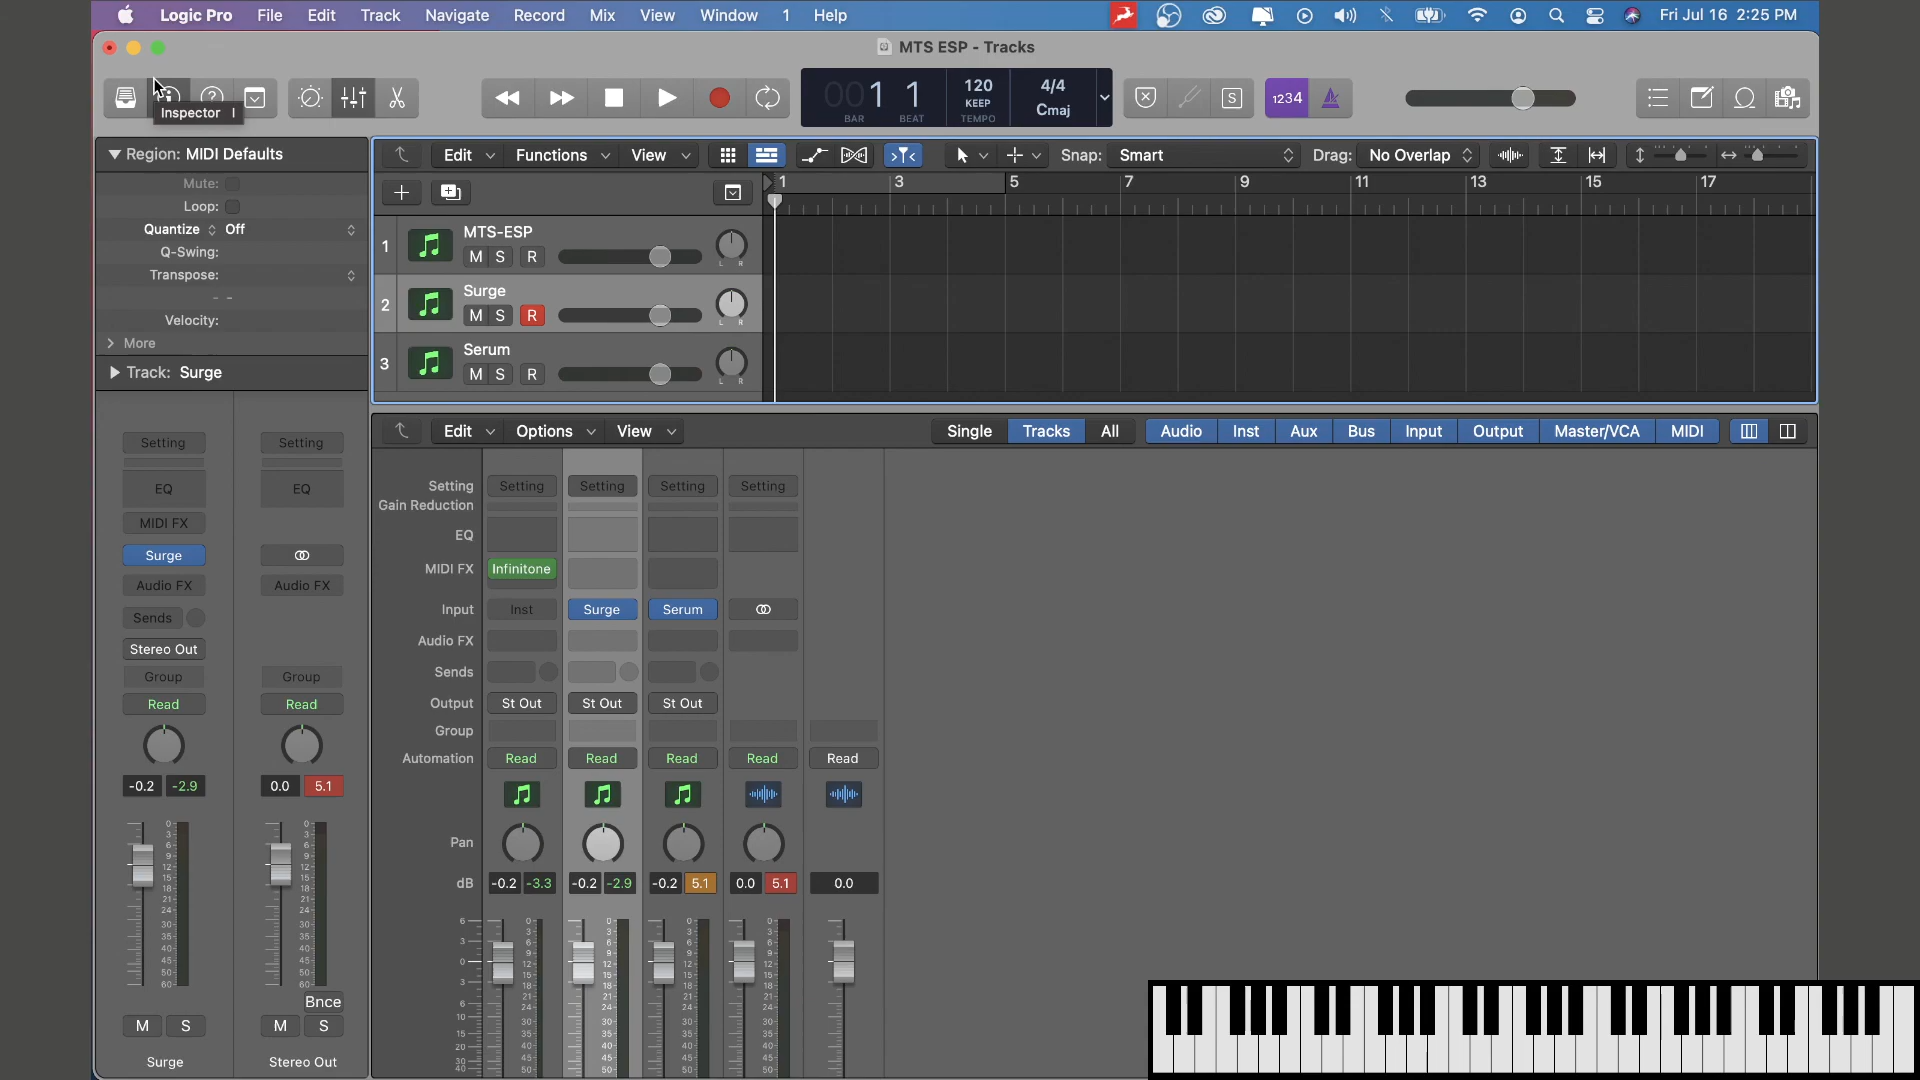 Logic Pro File Edit Track Navigate Record Mix View Window 1 Help Fri Jul 16 2:25 PM
MTS ESP - Tracks
001 1
BAR BEAT
120
KEEP
TEMPO
4/4
Cmaj
S
1234
Inspector I
Region: MIDI Defaults
Mute:
Loop:
Quantize Off
Q-Swing:
Transpose:
- -
Velocity:
More
Track: Surge
Edit Functions View Snap: Smart Drag: No Overlap
1 3 5 7 9 11 13 15 17
1 MTS-ESP
M S R L R
2 Surge
M S R L R
3 Serum
M S R L R
Edit Options View Single Tracks All Audio Inst Aux Bus Input Output Master/VCA MIDI
Setting Setting
EQ EQ
MIDI FX
Surge
Audio FX Audio FX
Sends
Stereo Out
Group Group
Read Read
-0.2 -2.9 0.0 5.1
Bnce
M S M S
Surge Stereo Out
Setting Setting Setting Setting Setting
Gain Reduction
EQ
MIDI FX Infinitone
Input Inst Surge Serum
Audio FX
Sends
Output St Out St Out St Out
Group
Automation Read Read Read Read Read
Pan
dB -0.2 -3.3 -0.2 -2.9 -0.2 5.1 0.0 5.1 0.0